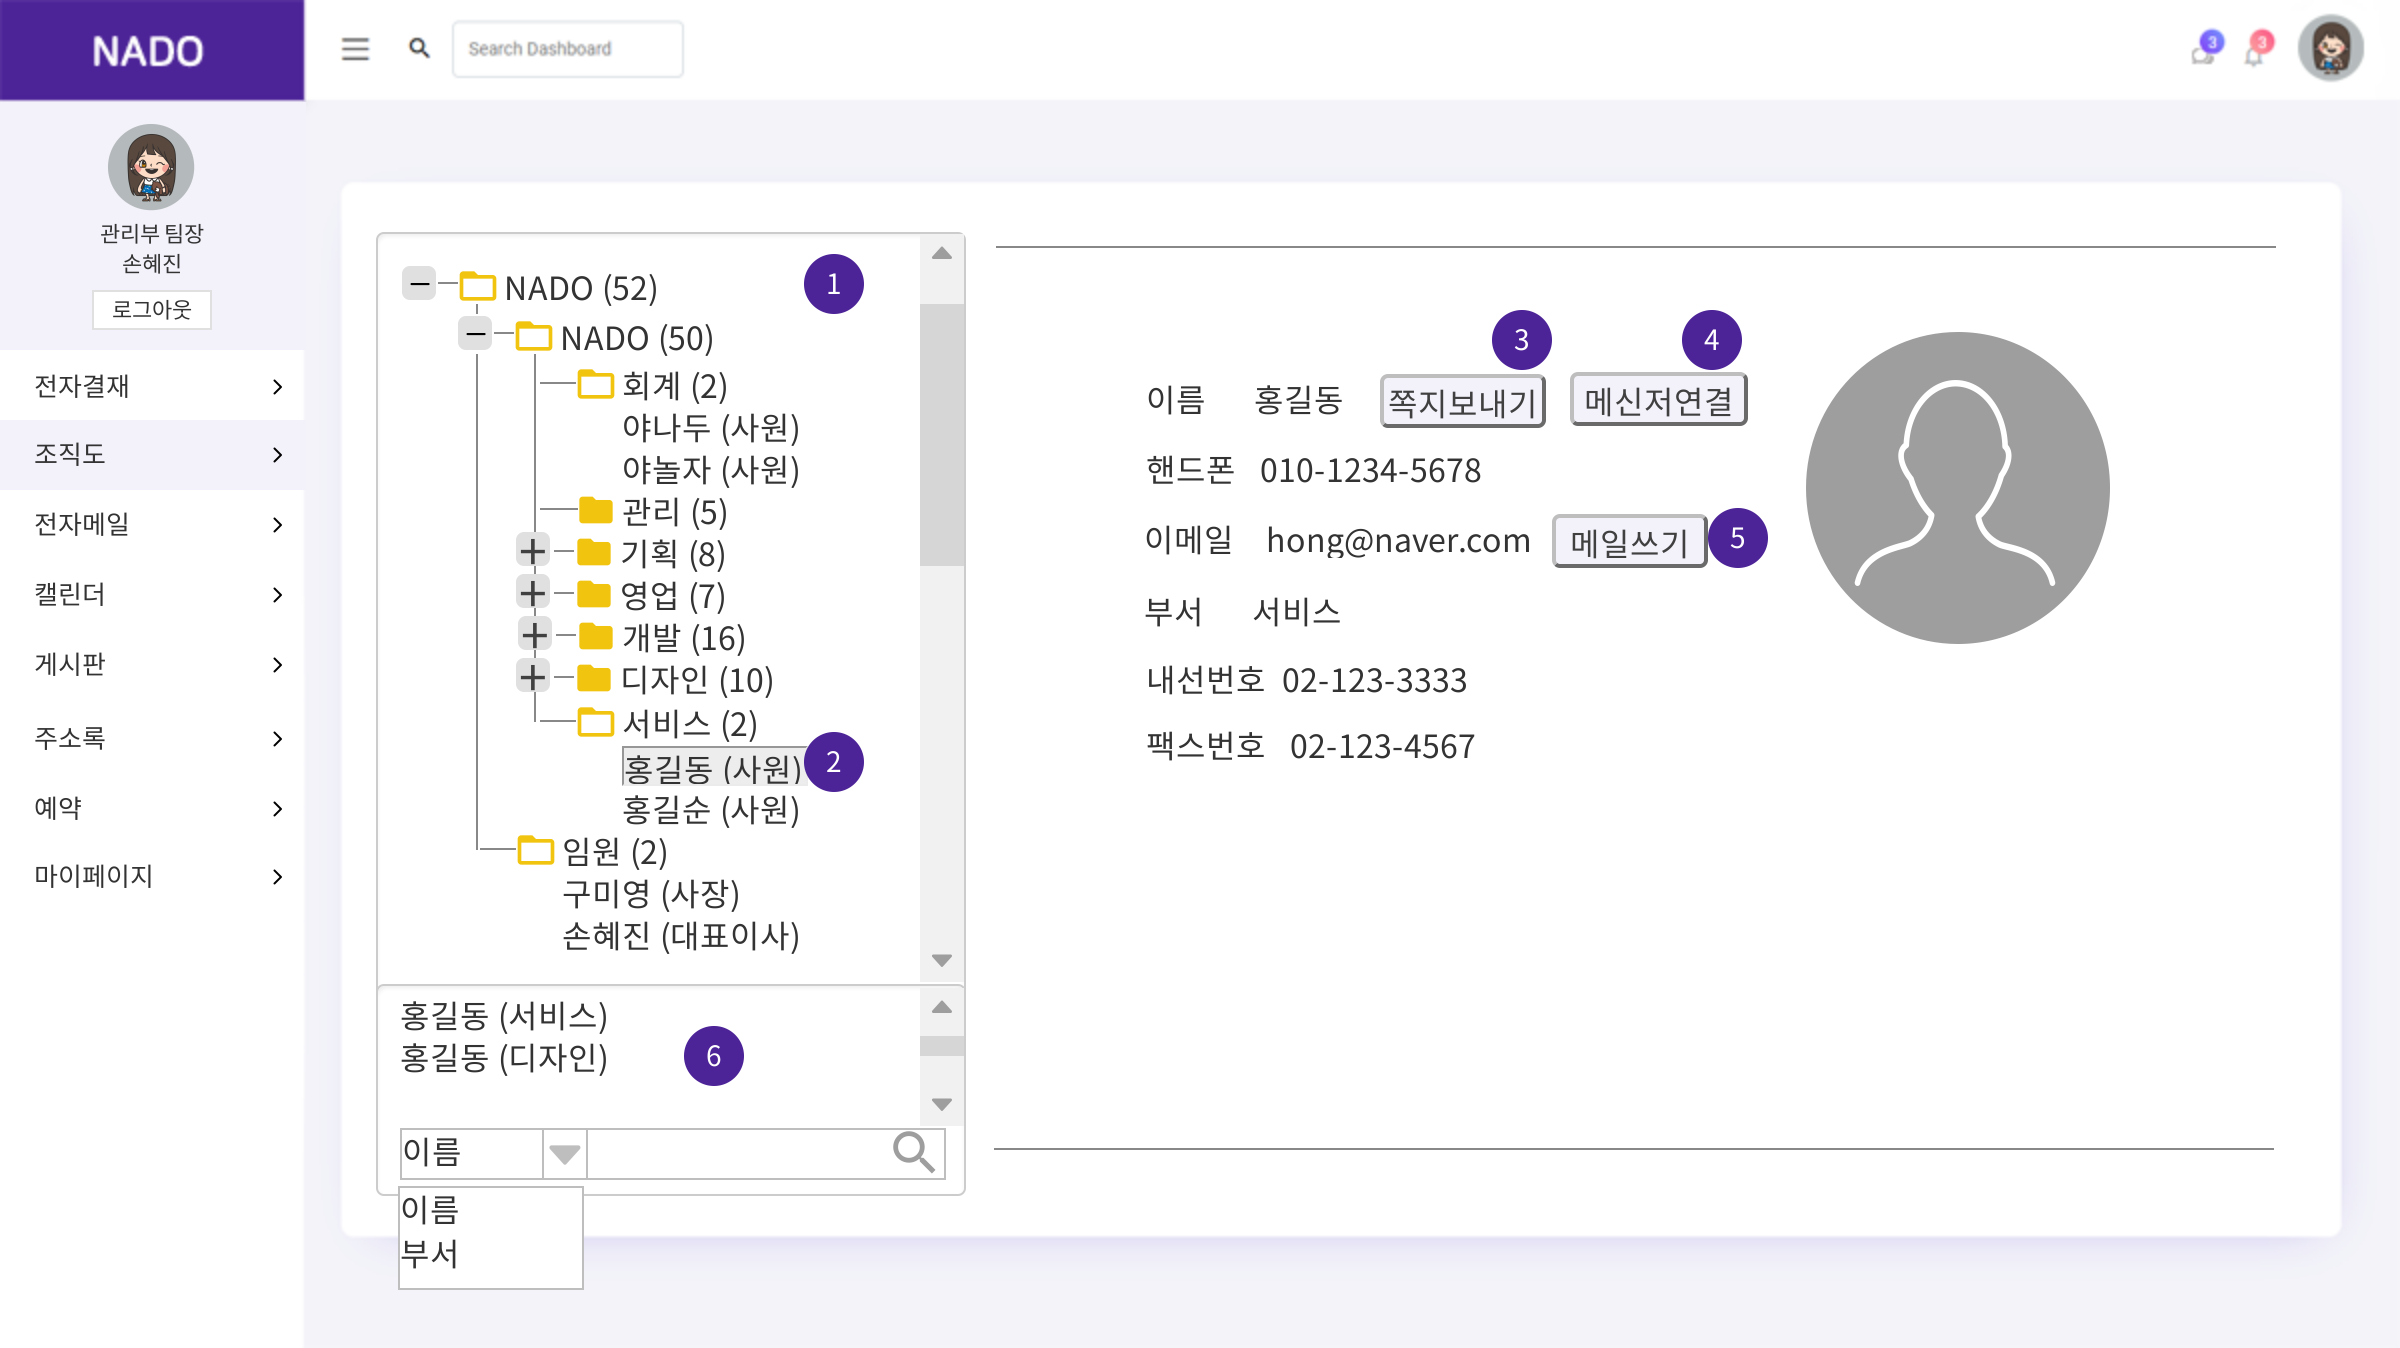 NADO
Search Dashboard
3
3
관리부 팀장
손혜진
로그아웃
전자결재
조직도
전자메일
캘린더
게시판
주소록
예약
마이페이지
NADO (52)
1
NADO (50)
회계 (2)
야나두 (사원)
야놀자 (사원)
관리 (5)
기획 (8)
영업 (7)
개발 (16)
디자인 (10)
서비스 (2)
홍길동 (사원)
2
홍길순 (사원)
임원 (2)
구미영 (사장)
손혜진 (대표이사)
홍길동 (서비스)
홍길동 (디자인)
6
이름
이름
부서
3
4
이름 홍길동 쪽지보내기 메신저연결
핸드폰 010-1234-5678
이메일 hong@naver.com 메일쓰기 5
부서 서비스
내선번호 02-123-3333
팩스번호 02-123-4567